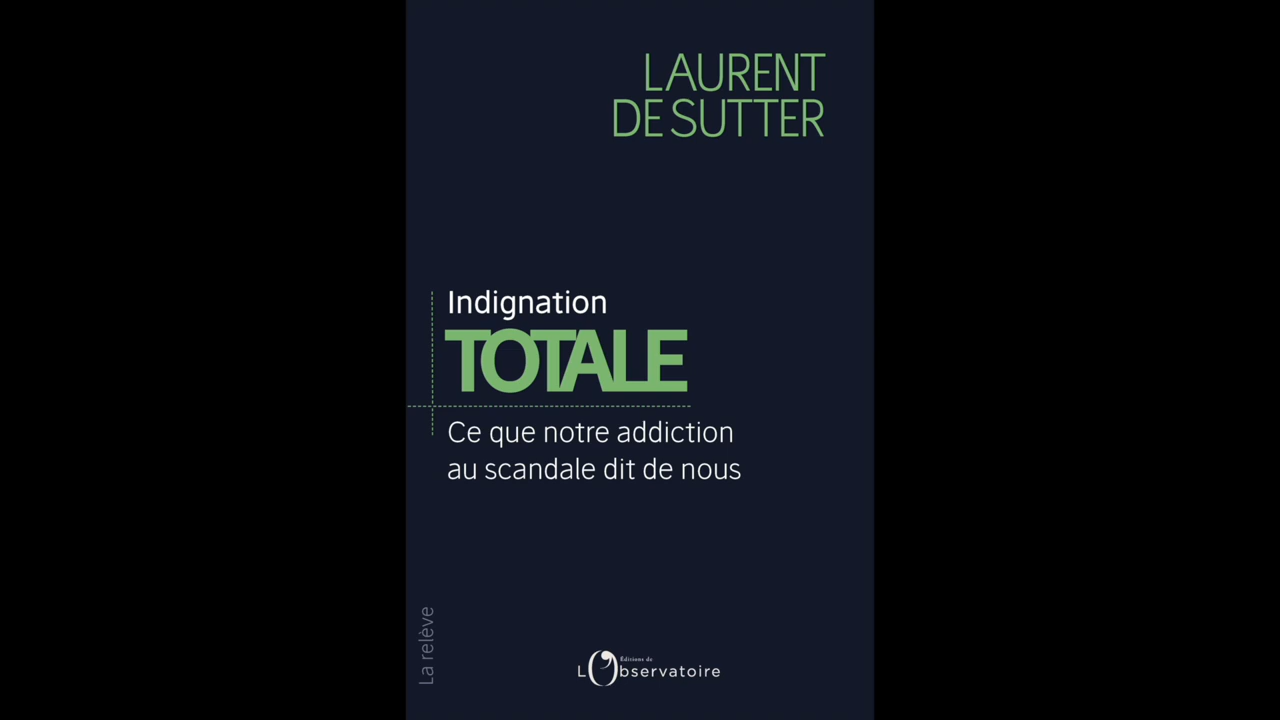 LAURENT
DE SUTTER
Indignation
TOTALE
Ce que notre addiction
au scandale dit de nous
La relève
Éditions de
L'Observatoire